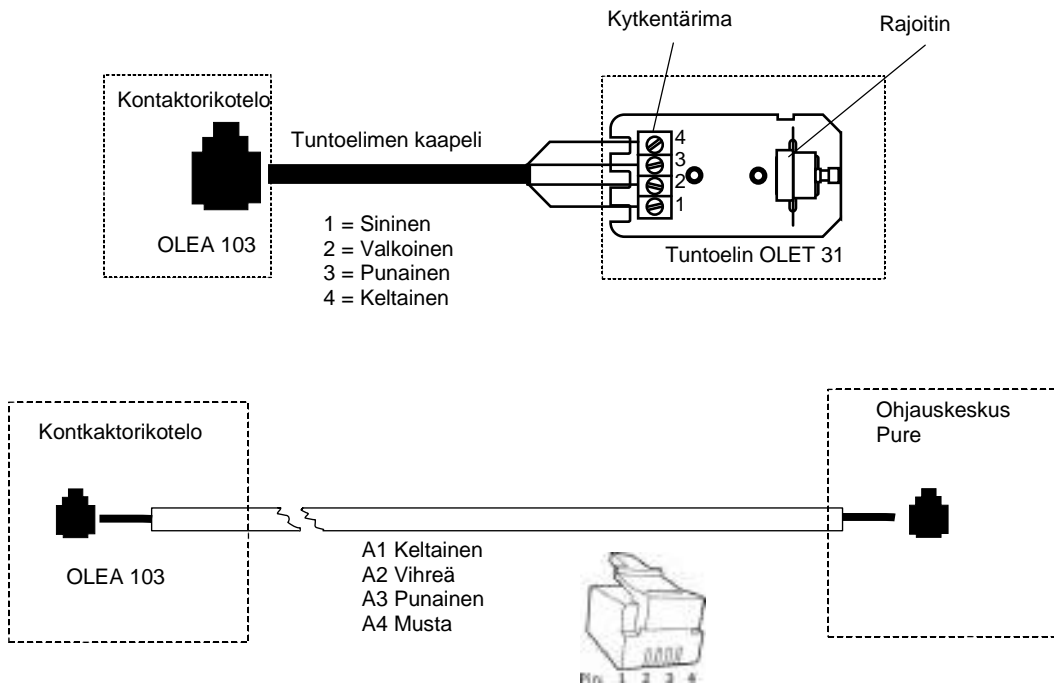 Kytkentärima
Rajoitin
Kontaktorikotelo
Tuntoelimen kaapeli
4
3
2
1
OLEA 103
1 = Sininen
2 = Valkoinen
3 = Punainen
4 = Keltainen
Tuntoelin OLET 31
Kontkaktorikotelo
Ohjauskeskus
Pure
OLEA 103
A1 Keltainen
A2 Vihreä
A3 Punainen
A4 Musta
Pin: 1 2 3 4